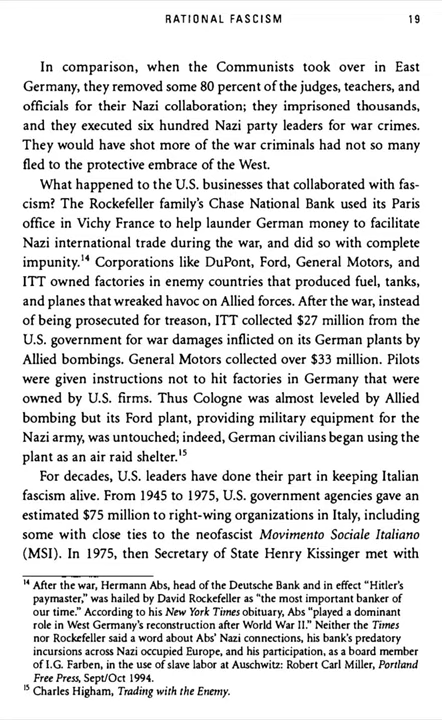 RATIONAL FASCISM 19
In comparison, when the Communists took over in East
Germany, they removed some 80 percent of the judges, teachers, and
officials for their Nazi collaboration; they imprisoned thousands,
and they executed six hundred Nazi party leaders for war crimes.
They would have shot more of the war criminals had not so many
fled to the protective embrace of the West.
What happened to the U.S. businesses that collaborated with fas-
cism? The Rockefeller family's Chase National Bank used its Paris
office in Vichy France to help launder German money to facilitate
Nazi international trade during the war, and did so with complete
impunity.¹⁴ Corporations like DuPont, Ford, General Motors, and
ITT owned factories in enemy countries that produced fuel, tanks,
and planes that wreaked havoc on Allied forces. After the war, instead
of being prosecuted for treason, ITT collected $27 million from the
U.S. government for war damages inflicted on its German plants by
Allied bombings. General Motors collected over $33 million. Pilots
were given instructions not to hit factories in Germany that were
owned by U.S. firms. Thus Cologne was almost leveled by Allied
bombing but its Ford plant, providing military equipment for the
Nazi army, was untouched; indeed, German civilians began using the
plant as an air raid shelter.¹⁵
For decades, U.S. leaders have done their part in keeping Italian
fascism alive. From 1945 to 1975, U.S. government agencies gave an
estimated $75 million to right-wing organizations in Italy, including
some with close ties to the neofascist Movimento Sociale Italiano
(MSI). In 1975, then Secretary of State Henry Kissinger met with
¹⁴ After the war, Hermann Abs, head of the Deutsche Bank and in effect "Hitler's
paymaster," was hailed by David Rockefeller as "the most important banker of
our time." According to his New York Times obituary, Abs "played a dominant
role in West Germany's reconstruction after World War II." Neither the Times
nor Rockefeller said a word about Abs' Nazi connections, his bank's predatory
incursions across Nazi occupied Europe, and his participation, as a board member
of I.G. Farben, in the use of slave labor at Auschwitz: Robert Carl Miller, Portland
Free Press, Sept/Oct 1994.
¹⁵ Charles Higham, Trading with the Enemy.